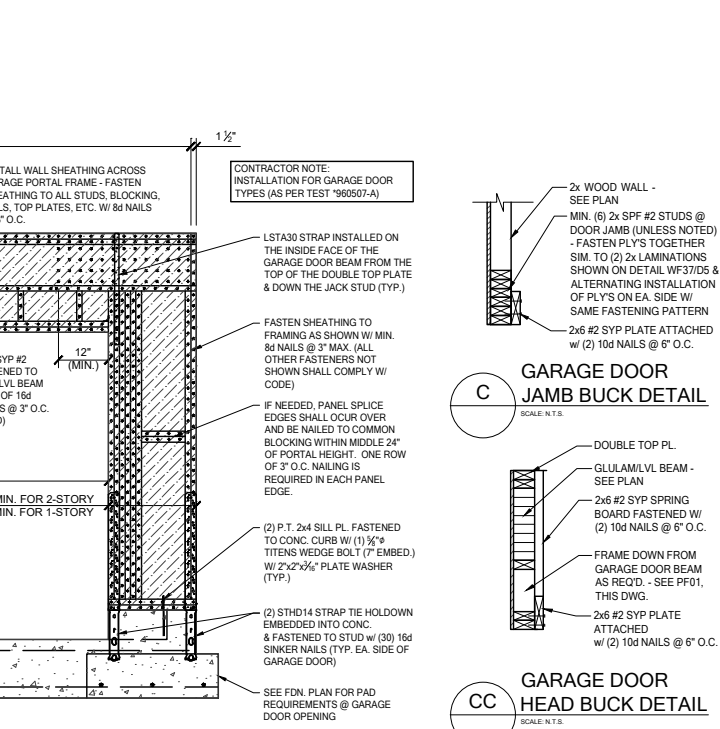 1 ½"
TALL WALL SHEATHING ACROSS
RAGE PORTAL FRAME - FASTEN
EATHING TO ALL STUDS, BLOCKING,
LS, TOP PLATES, ETC. W/ 8d NAILS
" O.C.
CONTRACTOR NOTE:
INSTALLATION FOR GARAGE DOOR
TYPES (AS PER TEST "960507-A)
LSTA30 STRAP INSTALLED ON
THE INSIDE FACE OF THE
GARAGE DOOR BEAM FROM THE
TOP OF THE DOUBLE TOP PLATE
& DOWN THE JACK STUD (TYP.)
FASTEN SHEATHING TO
FRAMING AS SHOWN W/ MIN.
8d NAILS @ 3" MAX. (ALL
OTHER FASTENERS NOT
SHOWN SHALL COMPLY W/
CODE)
12"
(MIN.)
SYP #2
ENED TO
LVL BEAM
OF 16d
S @ 3" O.C.
)
IF NEEDED, PANEL SPLICE
EDGES SHALL OCUR OVER
AND BE NAILED TO COMMON
BLOCKING WITHIN MIDDLE 24"
OF PORTAL HEIGHT. ONE ROW
OF 3" O.C. NAILING IS
REQUIRED IN EACH PANEL
EDGE.
MIN. FOR 2-STORY
MIN. FOR 1-STORY
(2) P.T. 2x4 SILL PL. FASTENED
TO CONC. CURB W/ (1) ⅝"ø
TITENS WEDGE BOLT (7" EMBED.)
W/ 2"x2"x3⁄16" PLATE WASHER
(TYP.)
(2) STHD14 STRAP TIE HOLDOWN
EMBEDDED INTO CONC.
& FASTENED TO STUD w/ (30) 16d
SINKER NAILS (TYP. EA. SIDE OF
GARAGE DOOR)
SEE FDN. PLAN FOR PAD
REQUIREMENTS @ GARAGE
DOOR OPENING
2x WOOD WALL -
SEE PLAN
MIN. (6) 2x SPF #2 STUDS @
DOOR JAMB (UNLESS NOTED)
- FASTEN PLY'S TOGETHER
SIM. TO (2) 2x LAMINATIONS
SHOWN ON DETAIL WF37/D5 &
ALTERNATING INSTALLATION
OF PLY'S ON EA. SIDE W/
SAME FASTENING PATTERN
2x6 #2 SYP PLATE ATTACHED
w/ (2) 10d NAILS @ 6" O.C.
C
GARAGE DOOR
JAMB BUCK DETAIL
SCALE: N.T.S.
DOUBLE TOP PL.
GLULAM/LVL BEAM -
SEE PLAN
2x6 #2 SYP SPRING
BOARD FASTENED W/
(2) 10d NAILS @ 6" O.C.
FRAME DOWN FROM
GARAGE DOOR BEAM
AS REQ'D. - SEE PF01,
THIS DWG.
2x6 #2 SYP PLATE
ATTACHED
w/ (2) 10d NAILS @ 6" O.C.
CC
GARAGE DOOR
HEAD BUCK DETAIL
SCALE: N.T.S.